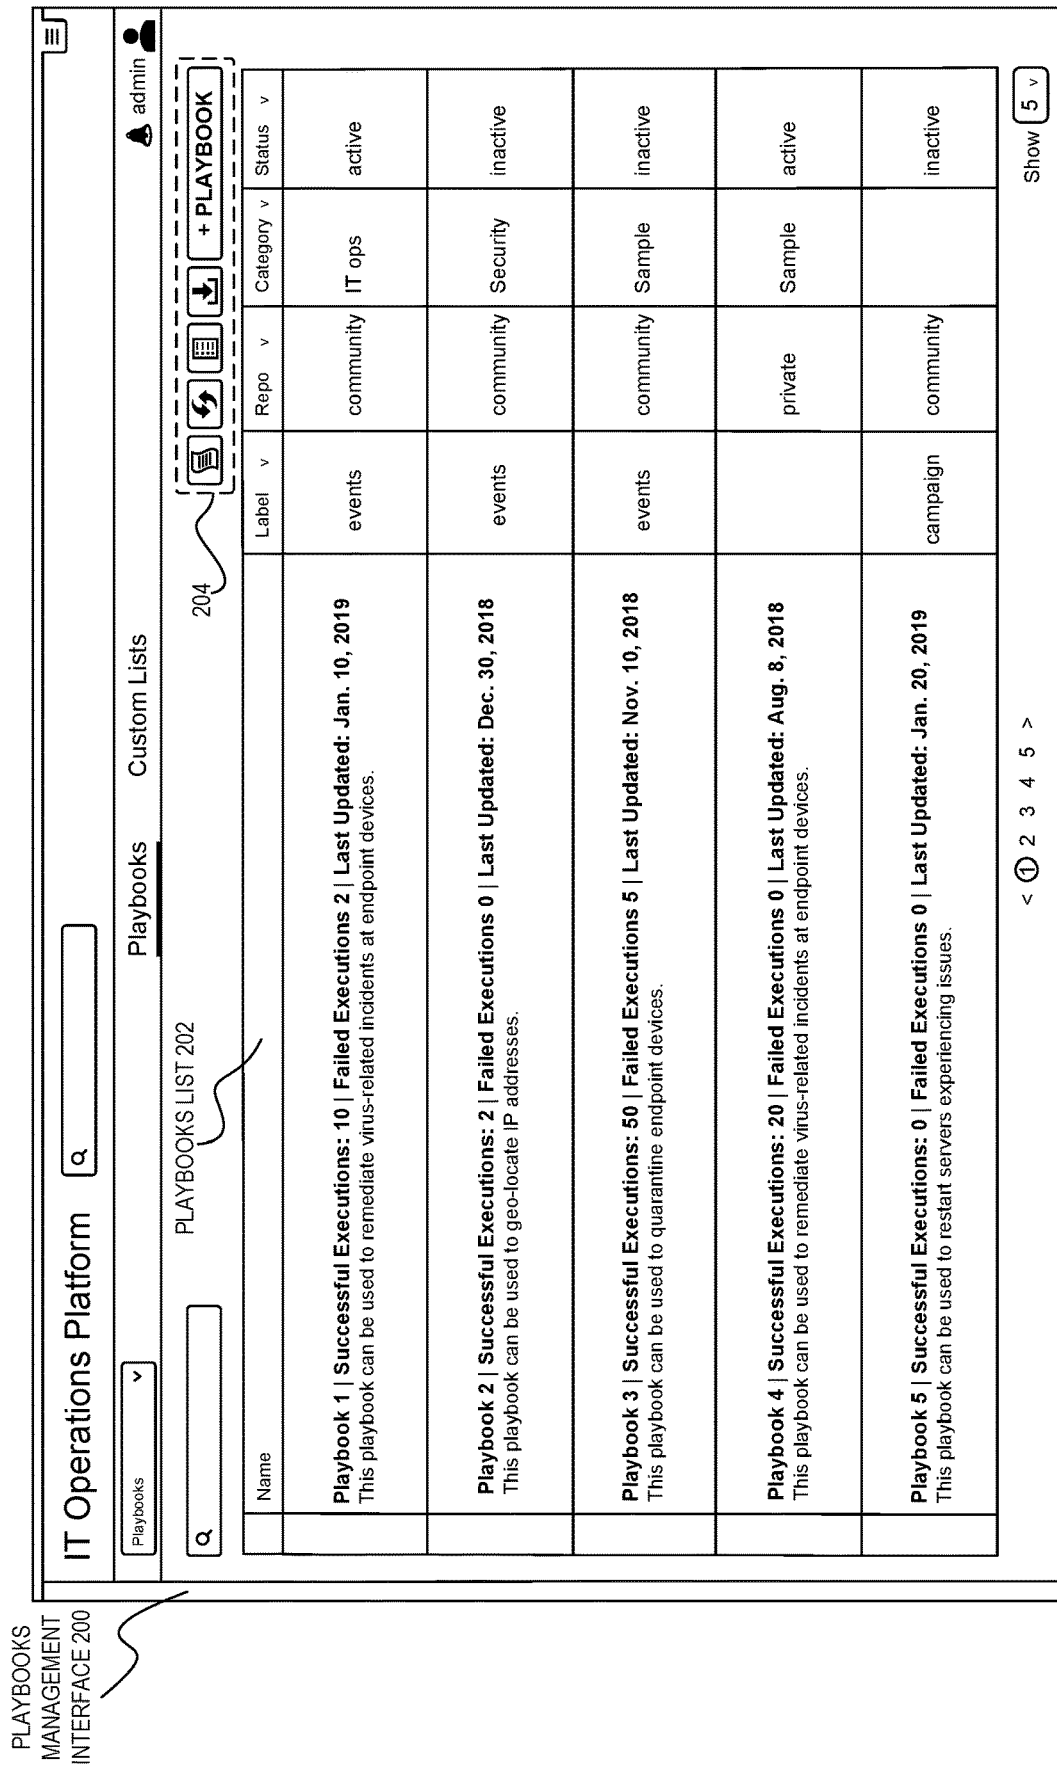 PLAYBOOKS
MANAGEMENT
INTERFACE 200
IT Operations Platform
Playbooks
Playbooks Custom Lists
admin
PLAYBOOKS LIST 202
204
+ PLAYBOOK
Name Label Repo Category Status
Playbook 1 | Successful Executions: 10 | Failed Executions 2 | Last Updated: Jan. 10, 2019
This playbook can be used to remediate virus-related incidents at endpoint devices.
events community IT ops active
Playbook 2 | Successful Executions: 2 | Failed Executions 0 | Last Updated: Dec. 30, 2018
This playbook can be used to geo-locate IP addresses.
events community Security inactive
Playbook 3 | Successful Executions: 50 | Failed Executions 5 | Last Updated: Nov. 10, 2018
This playbook can be used to quarantine endpoint devices.
events community Sample inactive
Playbook 4 | Successful Executions: 20 | Failed Executions 0 | Last Updated: Aug. 8, 2018
This playbook can be used to remediate virus-related incidents at endpoint devices.
private Sample active
Playbook 5 | Successful Executions: 0 | Failed Executions 0 | Last Updated: Jan. 20, 2019
This playbook can be used to restart servers experiencing issues.
campaign community inactive
< 1 2 3 4 5 >
Show 5